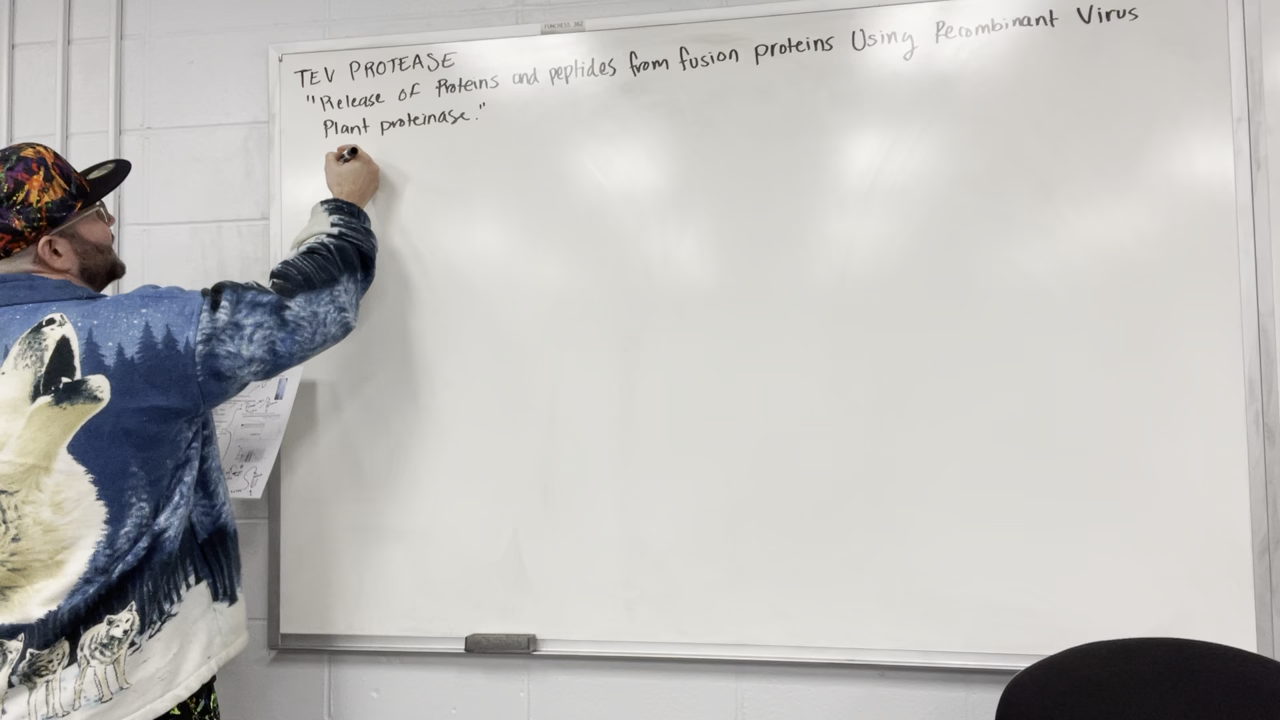 TEV PROTEASE
"Release of Proteins and peptides from fusion proteins Using Recombinant Virus
Plant proteinase."